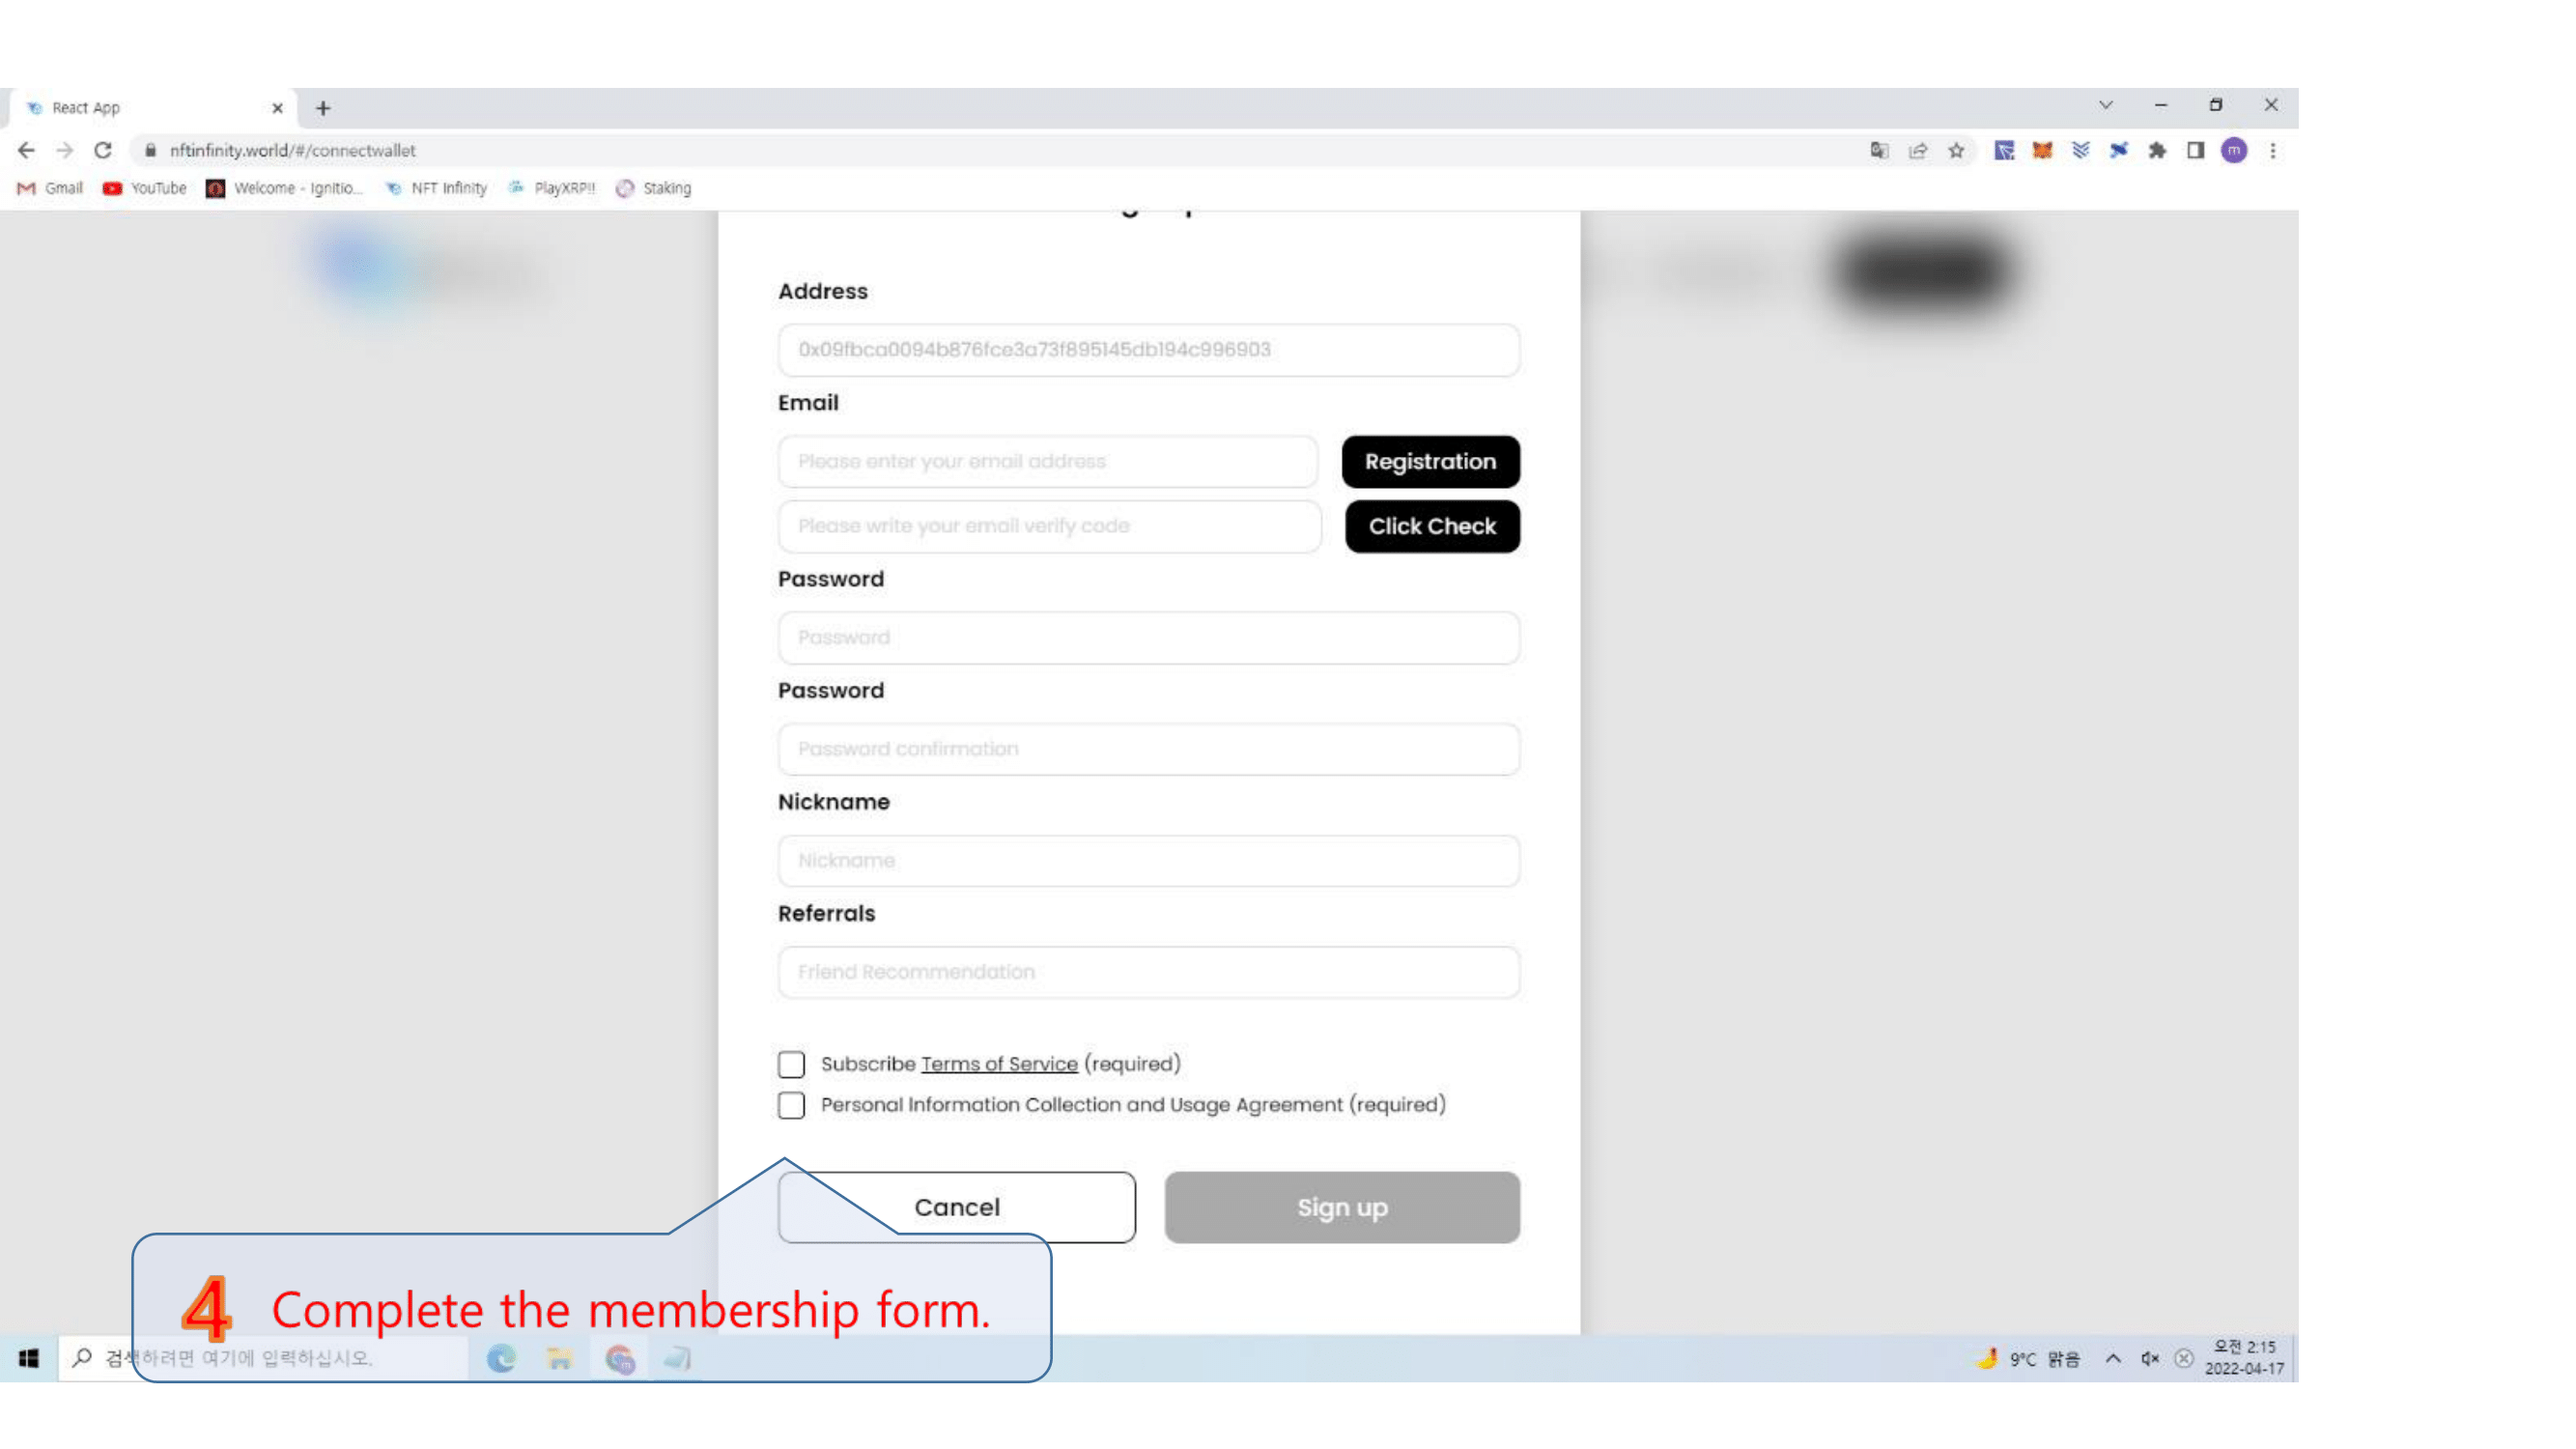 React App
nftinfinity.world/#/connectwallet
m
Gmail YouTube Welcome - Ignitio... NFT Infinity PlayXRP!! Staking
Address
0x09fbca0094b876fce3a73f895145db194c996903
Email
Please enter your email address Registration
Please write your email verify code Click Check
Password
Password
Password
Password confirmation
Nickname
Nickname
Referrals
Friend Recommendation
Subscribe Terms of Service (required)
Personal Information Collection and Usage Agreement (required)
Cancel Sign up
4 Complete the membership form.
검색하려면 여기에 입력하십시오.
9°C 맑음
오전 2:15
2022-04-17